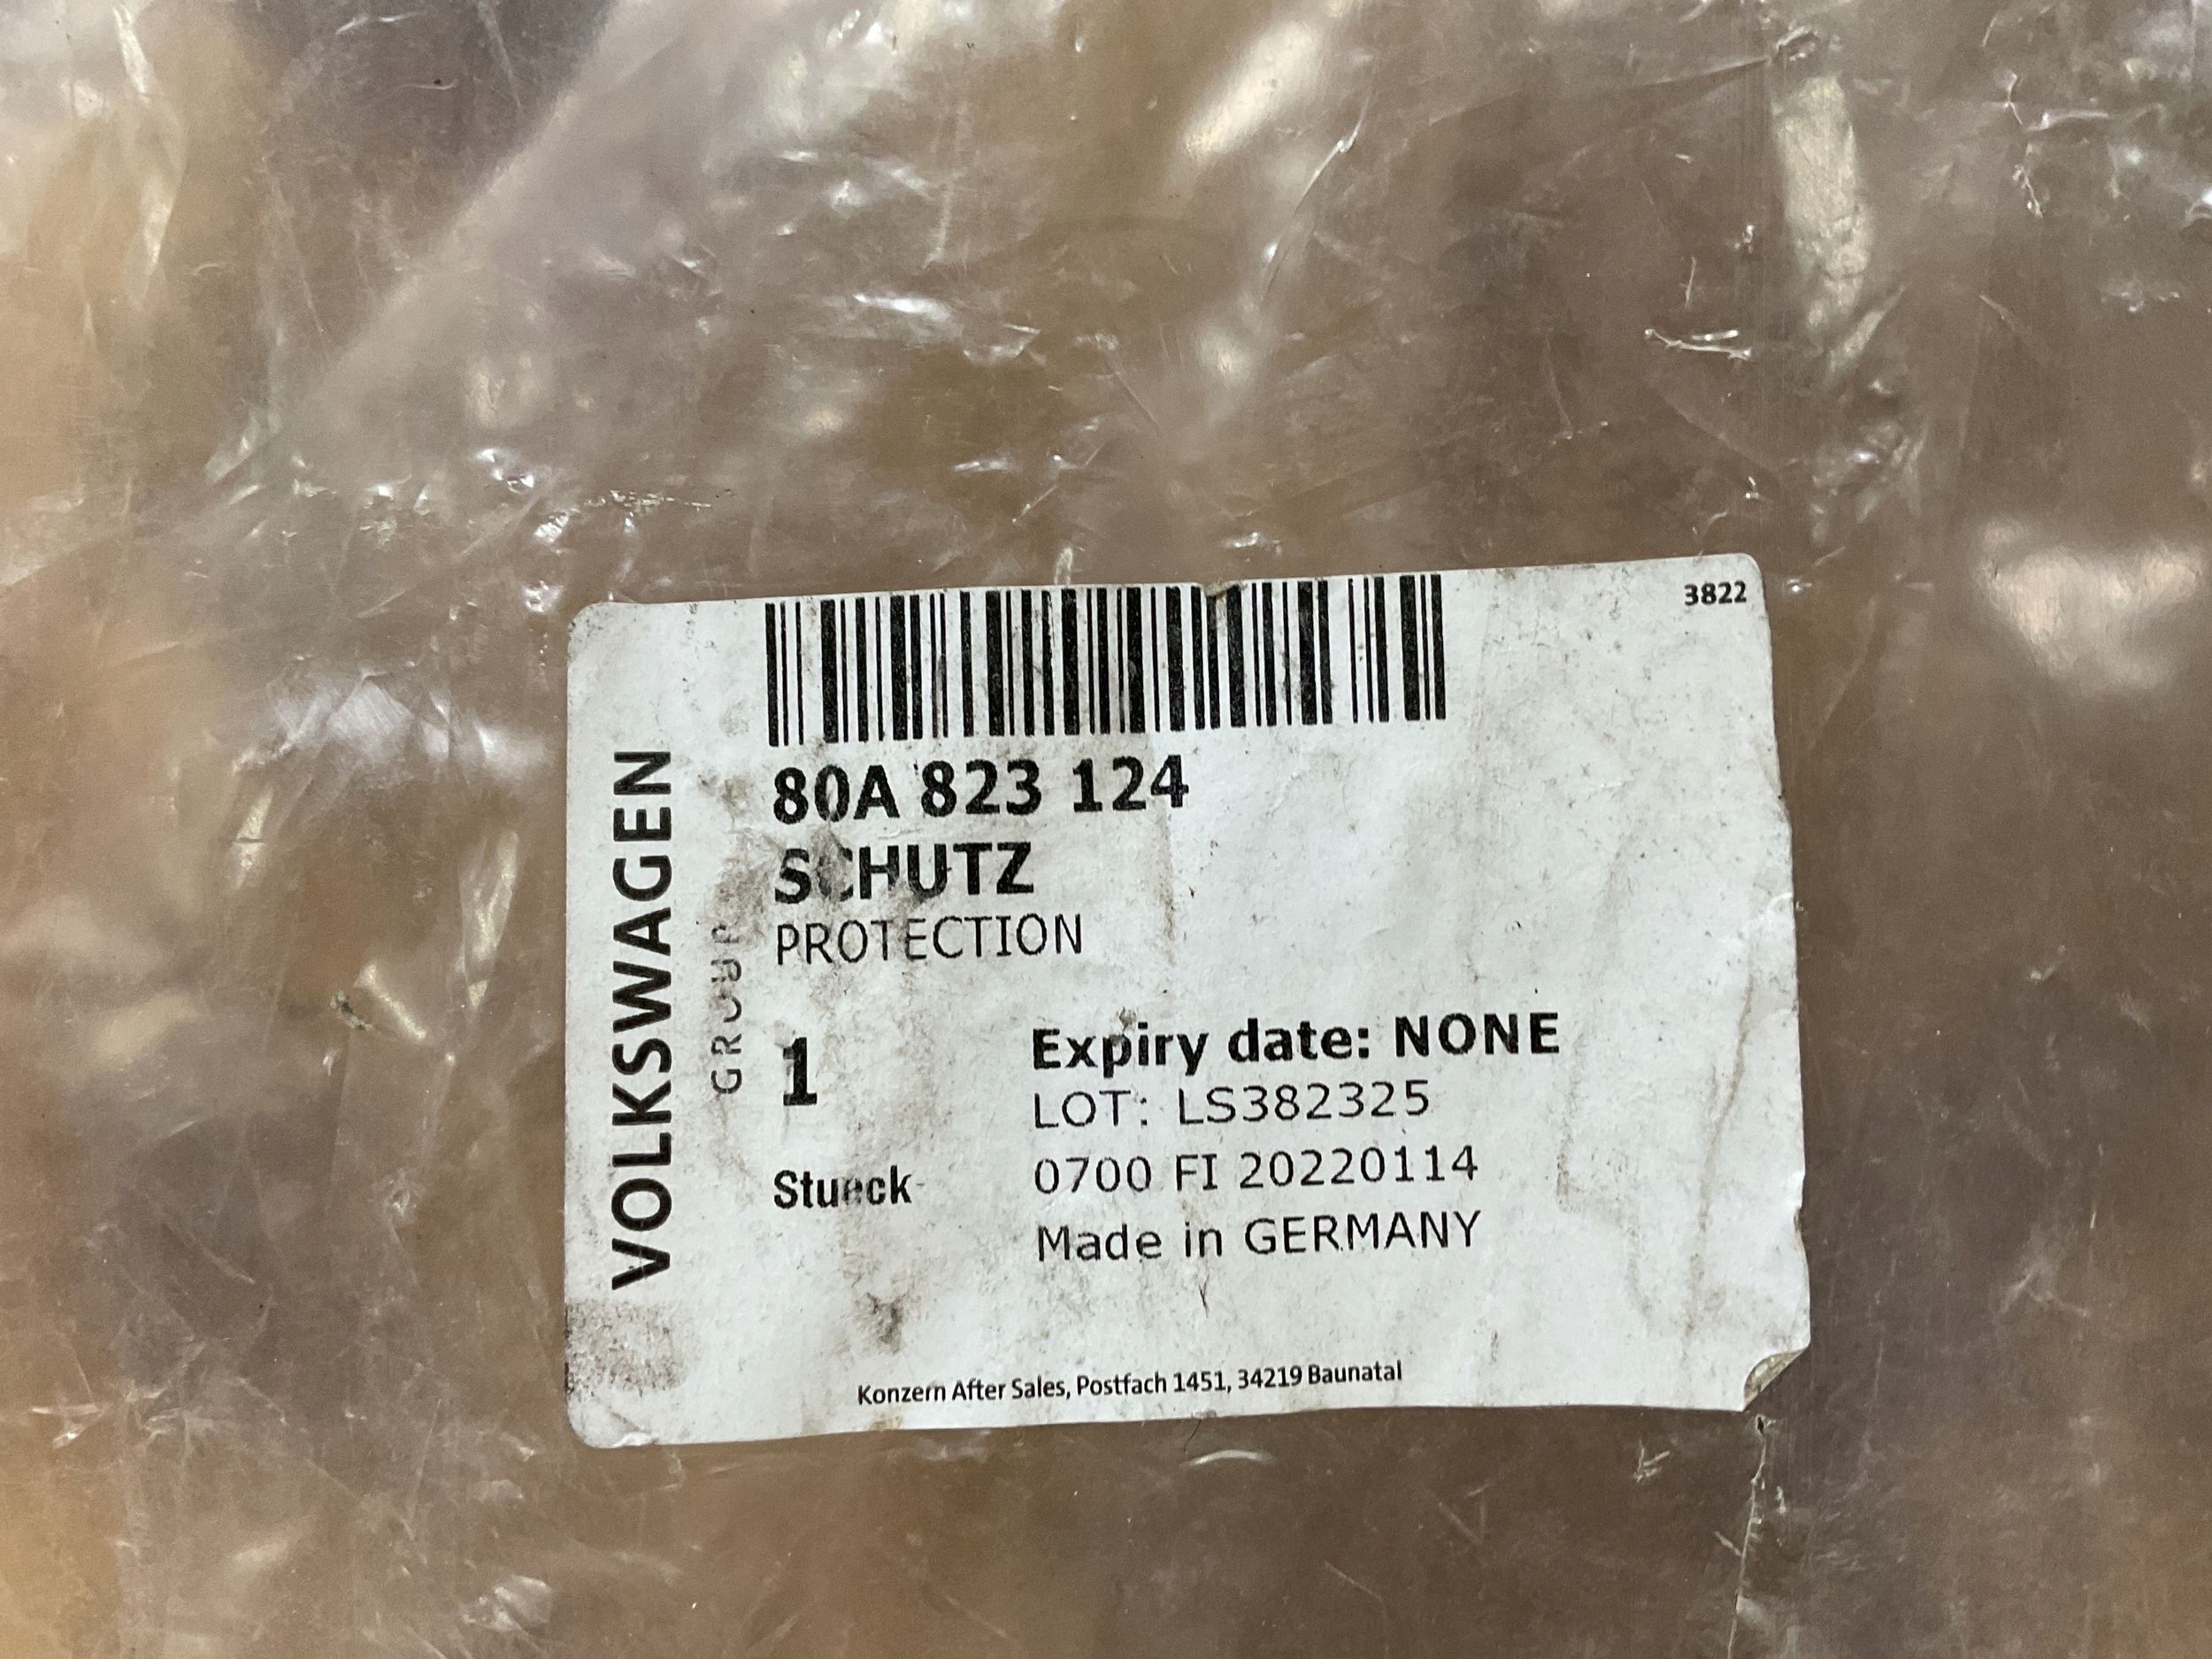 3822
80A 823 124
SCHUTZ
PROTECTION
1
Stueck
Expiry date: NONE
LOT: LS382325
0700 FI 20220114
Made in GERMANY
VOLKSWAGEN
GROUP
Konzern After Sales, Postfach 1451, 34219 Baunatal